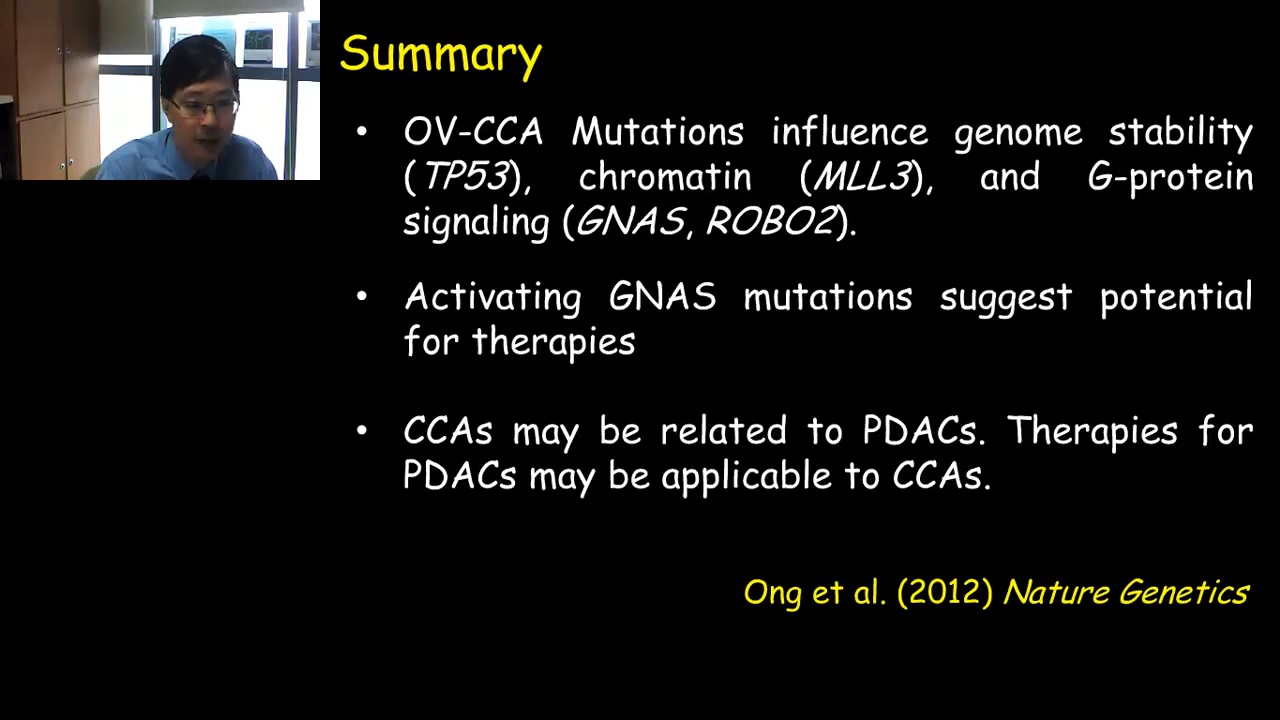 Summary
• OV-CCA Mutations influence genome stability
(TP53), chromatin (MLL3), and G-protein
signaling (GNAS, ROBO2).
• Activating GNAS mutations suggest potential
for therapies
• CCAs may be related to PDACs. Therapies for
PDACs may be applicable to CCAs.
Ong et al. (2012) Nature Genetics